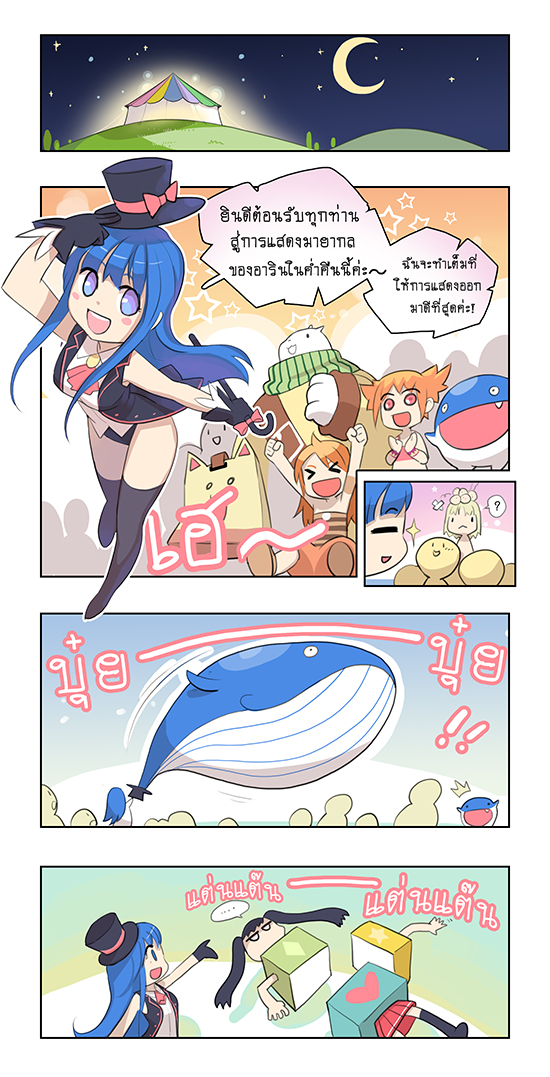 ยินดีต้อนรับทุกท่าน
สู่การแสดงมายากล
ของอารินในค่ำคืนนี้ค่ะ~
ฉันจะทำเต็มที่
ให้การแสดงออก
มาดีที่สุดค่ะ!
เฮ~
?
ปุ๋ย — ปุ๋ย
!!
แต่นแต๊น — แต่นแต๊น
....